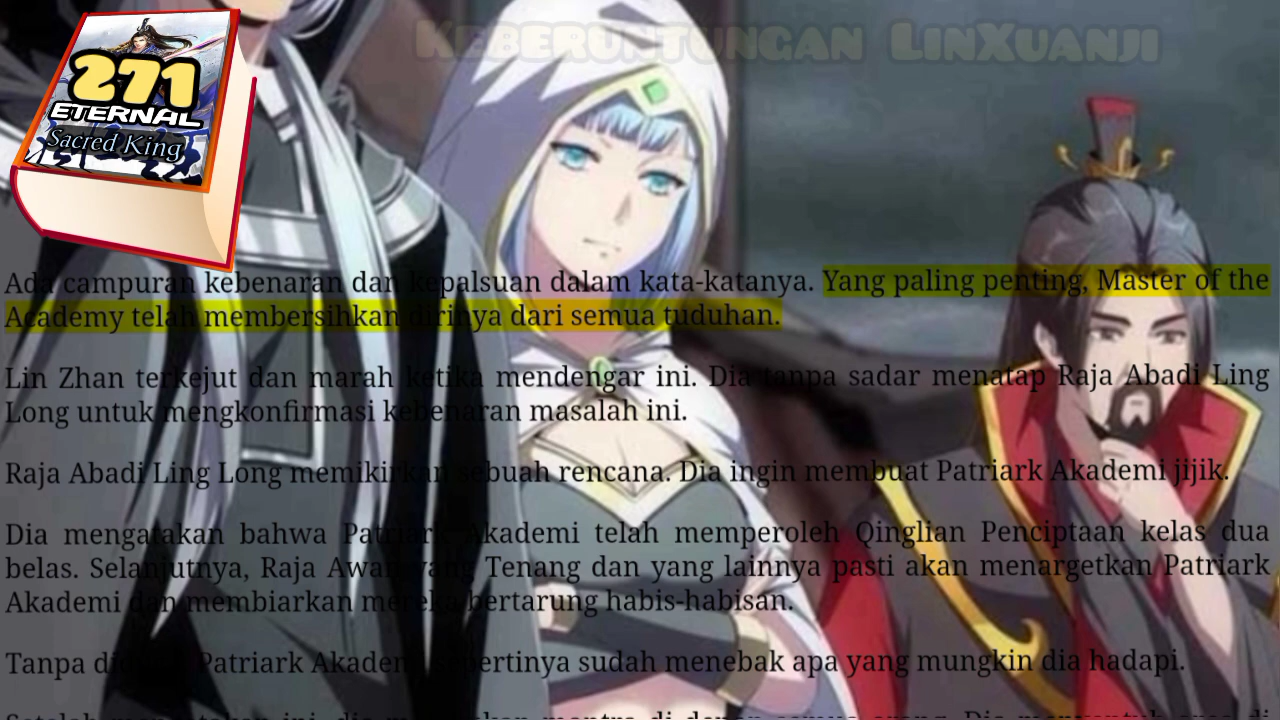 KEBERUNTUNGAN LINXUANJI
271
ETERNAL
Sacred King
Ada campuran kebenaran dan kepalsuan dalam kata-katanya. Yang paling penting, Master of the
Academy telah membersihkan dirinya dari semua tuduhan.
Lin Zhan terkejut dan marah ketika mendengar ini. Dia tanpa sadar menatap Raja Abadi Ling
Long untuk mengkonfirmasi kebenaran masalah ini.
Raja Abadi Ling Long memikirkan sebuah rencana. Dia ingin membuat Patriark Akademi jijik.
Dia mengatakan bahwa Patriark Akademi telah memperoleh Qinglian Penciptaan kelas dua
belas. Selanjutnya, Raja Awan yang Tenang dan yang lainnya pasti akan menargetkan Patriark
Akademi dan membiarkan mereka bertarung habis-habisan.
Tanpa Patriark Akademi sepertinya sudah menebak apa yang mungkin dia hadapi.